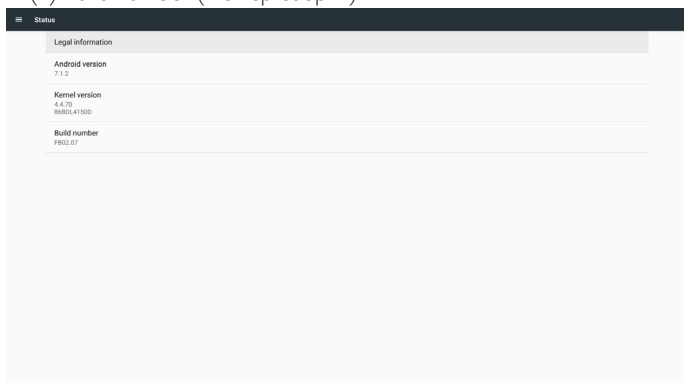 Status
Legal information
Android version
7.1.2
Kernel version
4.4.70
86BDL4150D
Build number
FB02.07